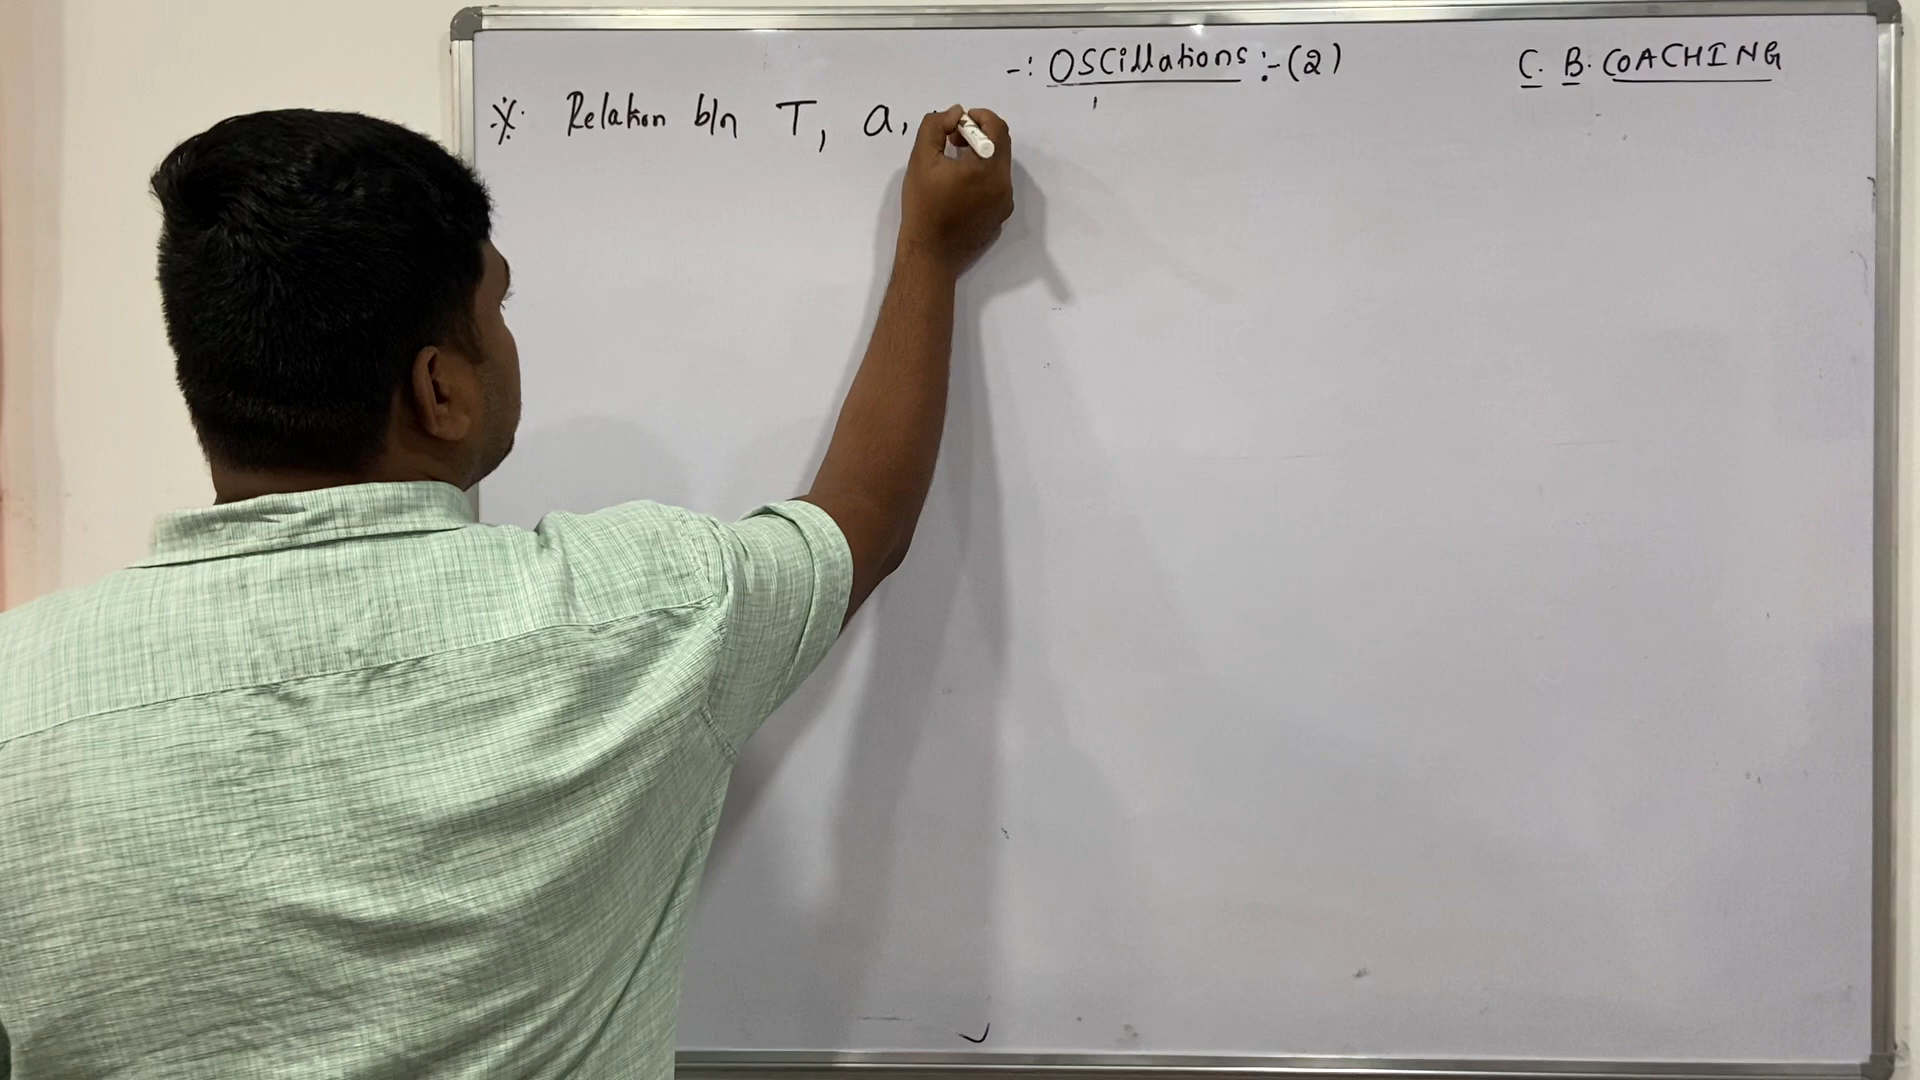 -: OSCillations :- (2)
C. B. COACHING
※ Relation b/n T, a,